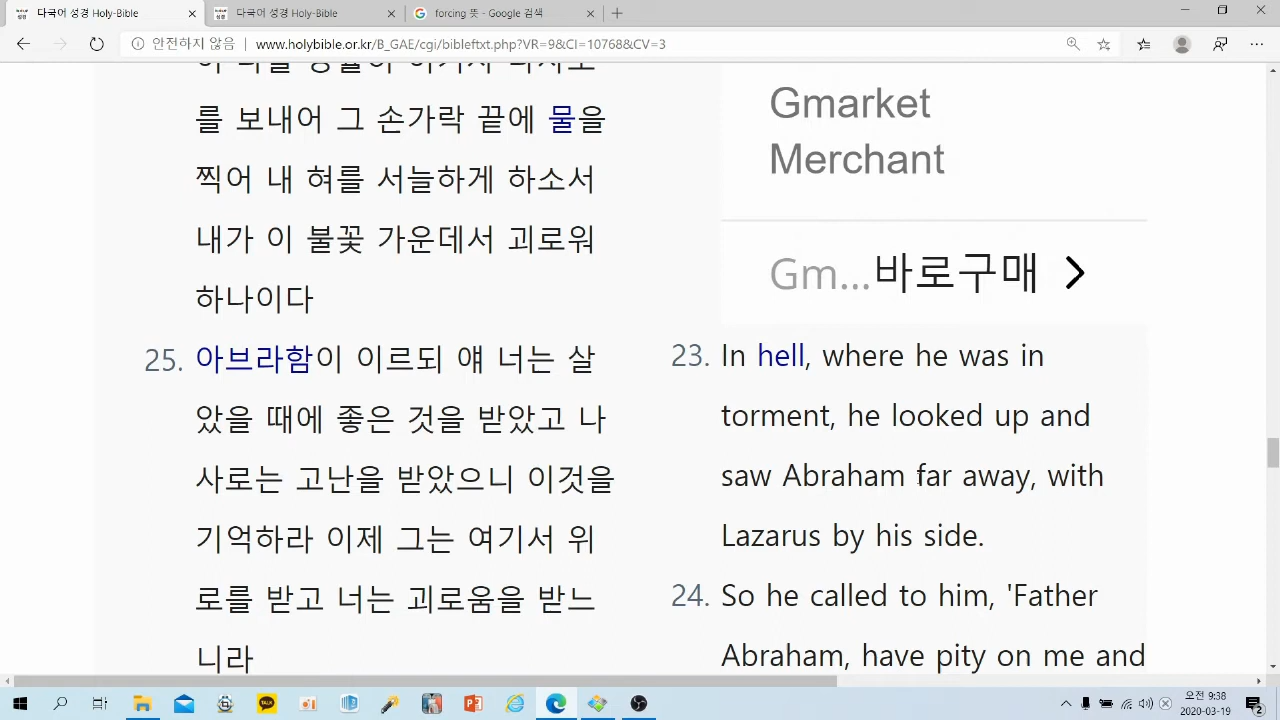 다국어 성경 Holy-Bible
다국어 성경 Holy-Bible
forcing 뜻 - Google 검색
안전하지 않음
www.holybible.or.kr/B_GAE/cgi/bibleftxt.php?VR=9&CI=10768&CV=3
를 보내어 그 손가락 끝에 물을
찍어 내 혀를 서늘하게 하소서
내가 이 불꽃 가운데서 괴로워
하나이다
25. 아브라함이 이르되 얘 너는 살
았을 때에 좋은 것을 받았고 나
사로는 고난을 받았으니 이것을
기억하라 이제 그는 여기서 위
로를 받고 너는 괴로움을 받느
니라
Gmarket
Merchant
Gm...바로구매
23. In hell, where he was in
torment, he looked up and
saw Abraham far away, with
Lazarus by his side.
24. So he called to him, 'Father
Abraham, have pity on me and
TALK
오전 9:38
2020-03-19
2